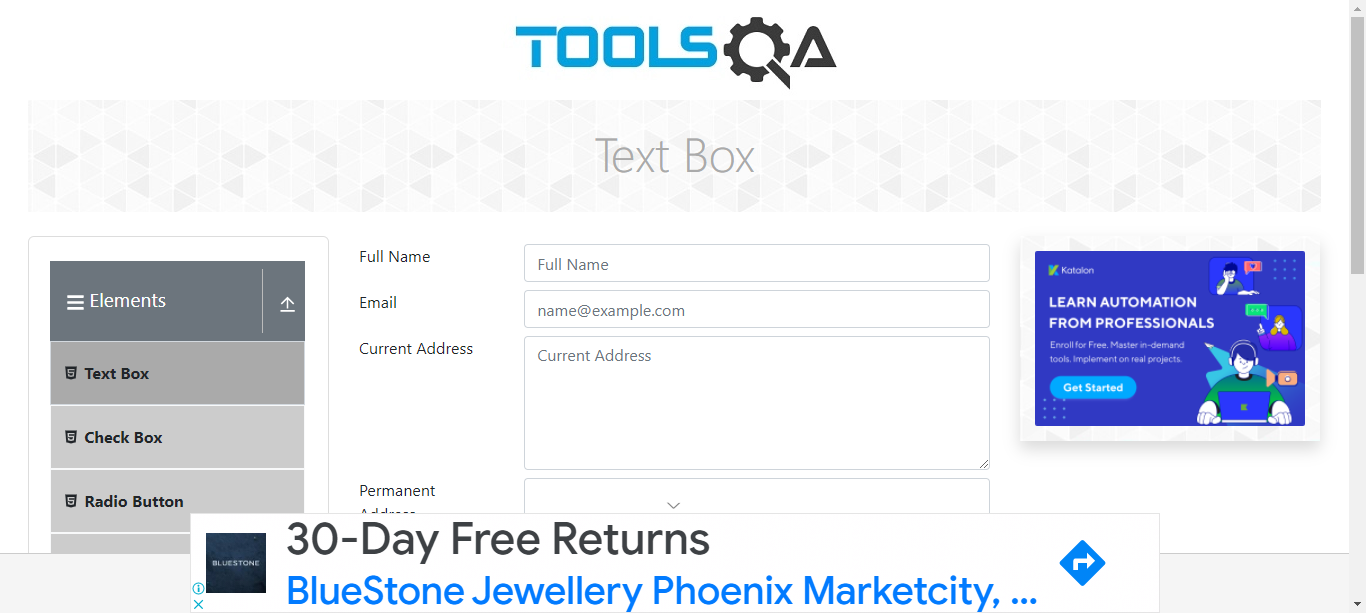 TOOLSQA
Text Box
Elements
Text Box
Check Box
Radio Button
Full Name
Full Name
Email
name@example.com
Current Address
Current Address
Permanent
Address
Katalon
LEARN AUTOMATION
FROM PROFESSIONALS
Enroll for Free. Master in-demand
tools. Implement on real projects.
Get Started
BLUESTONE
30-Day Free Returns
BlueStone Jewellery Phoenix Marketcity, ...